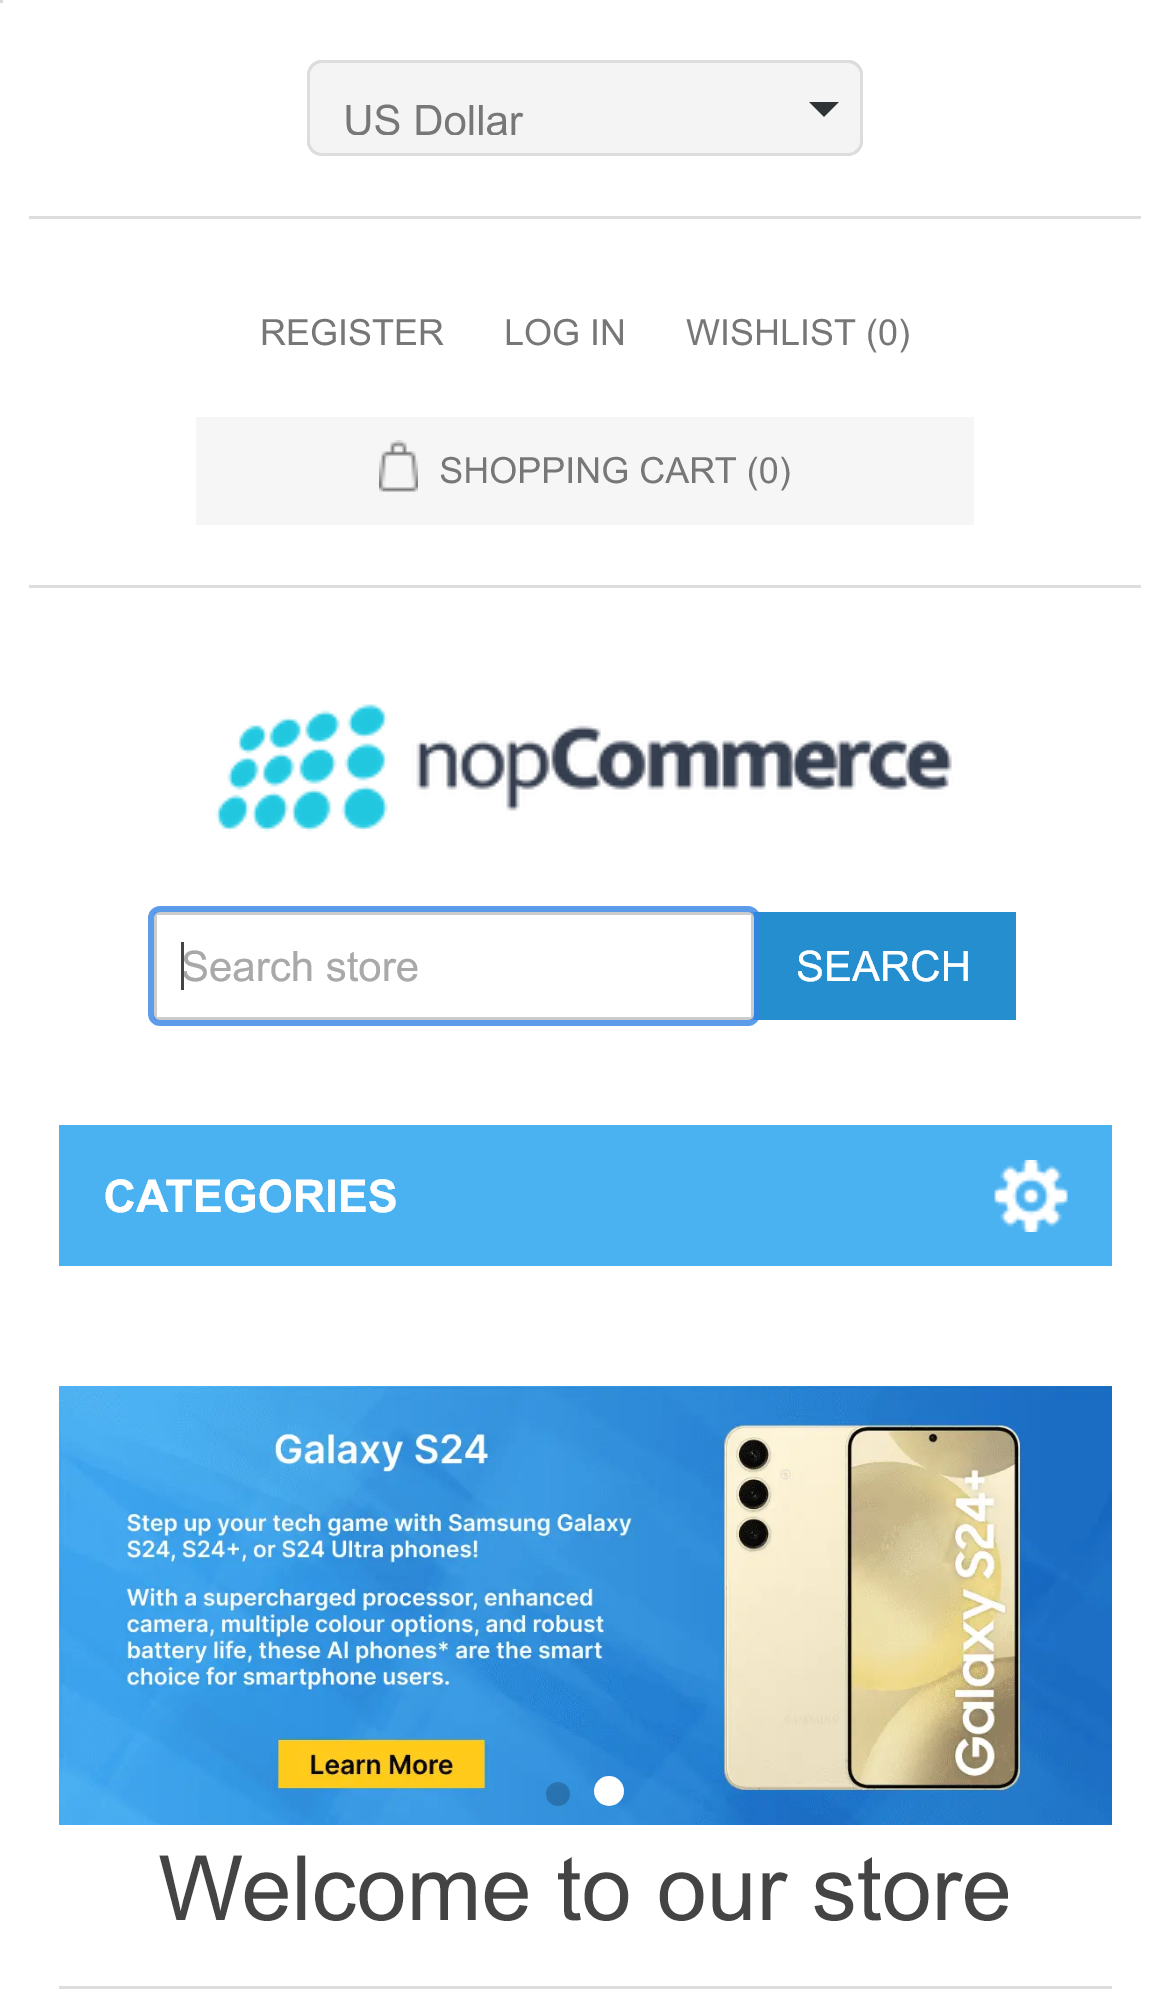 US Dollar
REGISTER LOG IN WISHLIST (0)
SHOPPING CART (0)
nopCommerce
Search store SEARCH
CATEGORIES
Galaxy S24
Step up your tech game with Samsung Galaxy
S24, S24+, or S24 Ultra phones!
With a supercharged processor, enhanced
camera, multiple colour options, and robust
battery life, these AI phones* are the smart
choice for smartphone users.
Learn More
Galaxy S24+
SAMSUNG
Welcome to our store